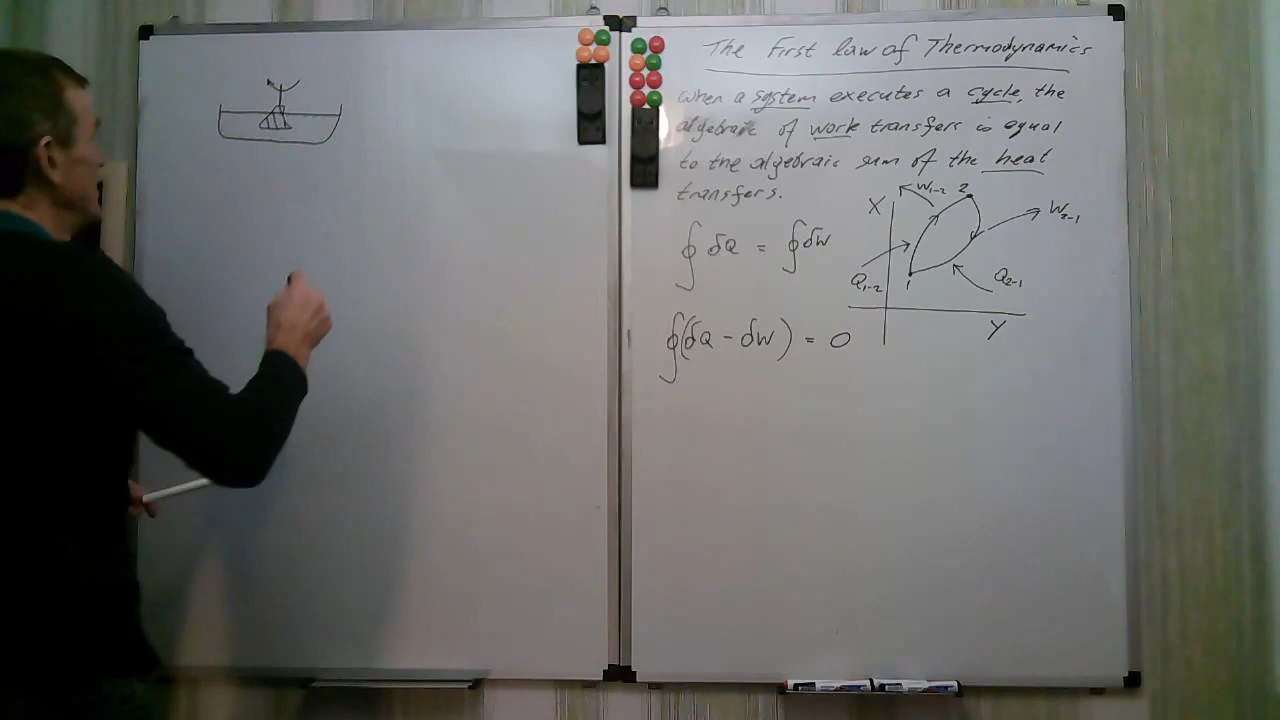 The First law of Thermodynamics
When a system executes a cycle, the
algebraic of work transfers is equal
to the algebraic sum of the heat
transfers.
∮ δQ = ∮ δW
∮(δQ - δW) = 0
X
W1-2
2
W2-1
Q1-2
1
Q2-1
Y